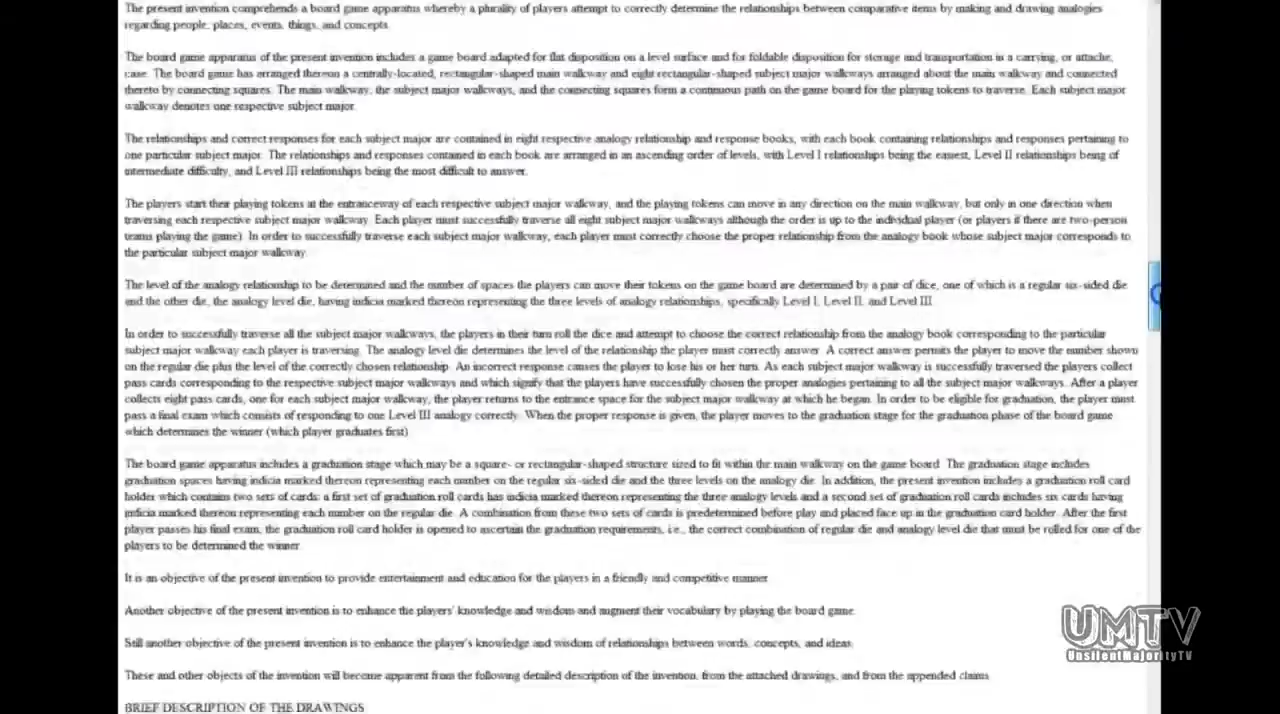 The present invention comprehends a board game apparatus whereby a plurality of players attempt to correctly determine the relationships between comparative items by making and drawing analogies
regarding people, places, events, things, and concepts.
The board game apparatus of the present invention includes a game board adapted for flat disposition on a level surface and for foldable disposition for storage and transportation in a carrying, or attache,
case. The board game has arranged thereon a centrally-located, rectangular-shaped main walkway and eight rectangular-shaped subject major walkways arranged about the main walkway and connected
thereto by connecting squares. The main walkway, the subject major walkways, and the connecting squares form a continuous path on the game board for the playing tokens to traverse. Each subject major
walkway denotes one respective subject major.
The relationships and correct responses for each subject major are contained in eight respective analogy relationship and response books, with each book containing relationships and responses pertaining to
one particular subject major. The relationships and responses contained in each book are arranged in an ascending order of levels, with Level I relationships being the easiest, Level II relationships being of
intermediate difficulty, and Level III relationships being the most difficult to answer.
The players start their playing tokens at the entranceway of each respective subject major walkway, and the playing tokens can move in any direction on the main walkway, but only in one direction when
traversing each respective subject major walkway. Each player must successfully traverse all eight subject major walkways although the order is up to the individual player (or players if there are two-person
teams playing the game). In order to successfully traverse each subject major walkway, each player must correctly choose the proper relationship from the analogy book whose subject major corresponds to
the particular subject major walkway.
The level of the analogy relationship to be determined and the number of spaces the players can move their tokens on the game board are determined by a pair of dice, one of which is a regular six-sided die
and the other die, the analogy level die, having indicia marked thereon representing the three levels of analogy relationships, specifically Level I, Level II, and Level III.
In order to successfully traverse all the subject major walkways, the players in their turn roll the dice and attempt to choose the correct relationship from the analogy book corresponding to the particular
subject major walkway each player is traversing. The analogy level die determines the level of the relationship the player must correctly answer. A correct answer permits the player to move the number shown
on the regular die plus the level of the correctly chosen relationship. An incorrect response causes the player to lose his or her turn. As each subject major walkway is successfully traversed the players collect
pass cards corresponding to the respective subject major walkways and which signify that the players have successfully chosen the proper analogies pertaining to all the subject major walkways. After a player
collects eight pass cards, one for each subject major walkway, the player returns to the entrance space for the subject major walkway at which he began. In order to be eligible for graduation, the player must
pass a final exam which consists of responding to one Level III analogy correctly. When the proper response is given, the player moves to the graduation stage for the graduation phase of the board game
which determines the winner (which player graduates first).
The board game apparatus includes a graduation stage which may be a square- or rectangular-shaped structure sized to fit within the main walkway on the game board. The graduation stage includes
graduation spaces having indicia marked thereon representing each number on the regular six-sided die and the three levels on the analogy die. In addition, the present invention includes a graduation roll card
holder which contains two sets of cards: a first set of graduation roll cards has indicia marked thereon representing the three analogy levels and a second set of graduation roll cards includes six cards having
indicia marked thereon representing each number on the regular die. A combination from these two sets of cards is predetermined before play and placed face up in the graduation card holder. After the first
player passes his final exam, the graduation roll card holder is opened to ascertain the graduation requirements, i.e., the correct combination of regular die and analogy level die that must be rolled for one of the
players to be determined the winner.
It is an objective of the present invention to provide entertainment and education for the players in a friendly and competitive manner.
Another objective of the present invention is to enhance the players' knowledge and wisdom and augment their vocabulary by playing the board game.
Still another objective of the present invention is to enhance the player's knowledge and wisdom of relationships between words, concepts, and ideas.
These and other objects of the invention will become apparent from the following detailed description of the invention, from the attached drawings, and from the appended claims.
BRIEF DESCRIPTION OF THE DRAWINGS
UMTV
UnsilentMajorityTV